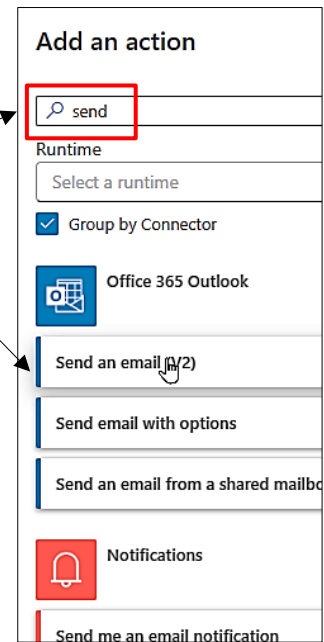 Add an action
send
Runtime
Select a runtime
Group by Connector
Office 365 Outlook
Send an email (V2)
Send email with options
Send an email from a shared mailbo
Notifications
Send me an email notification